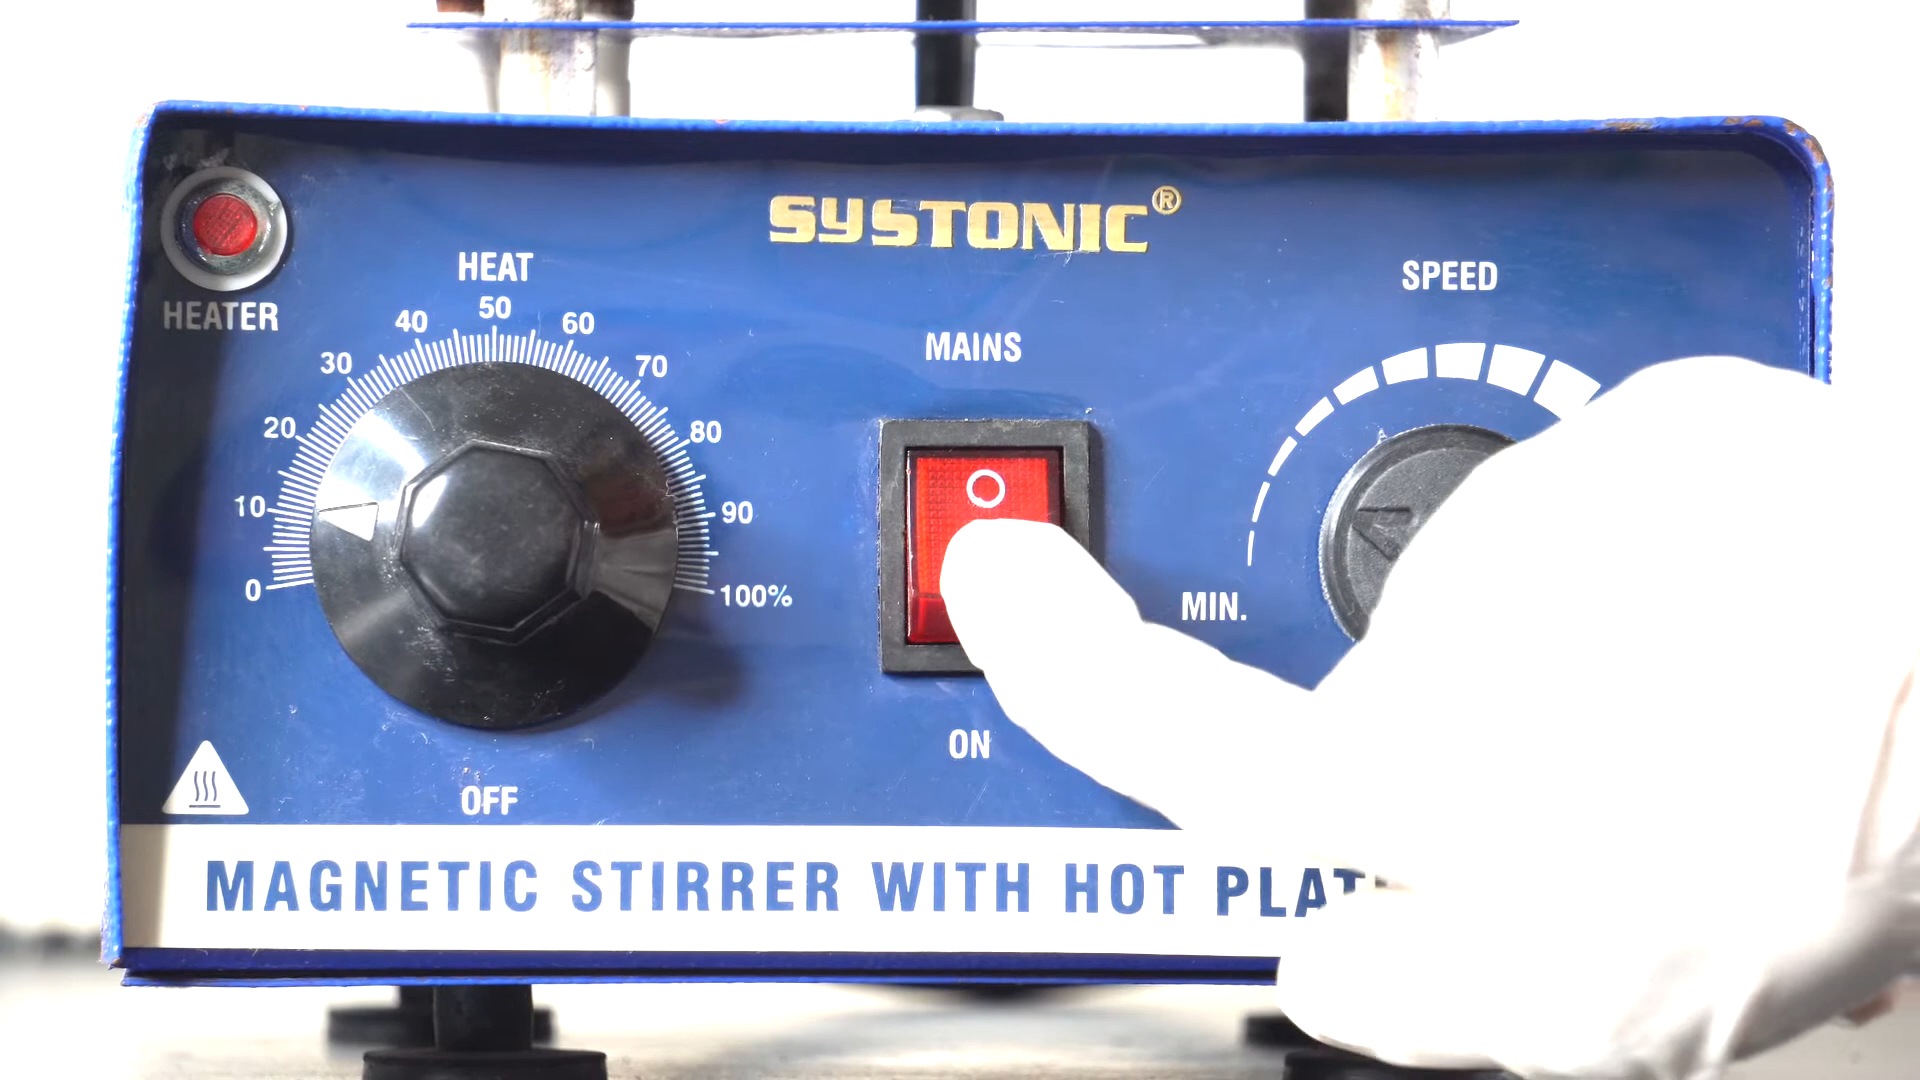 SYSTONIC®
HEATER
HEAT
0
10
20
30
40
50
60
70
80
90
100%
OFF
MAINS
O
ON
SPEED
MIN.
MAGNETIC STIRRER WITH HOT PLAT